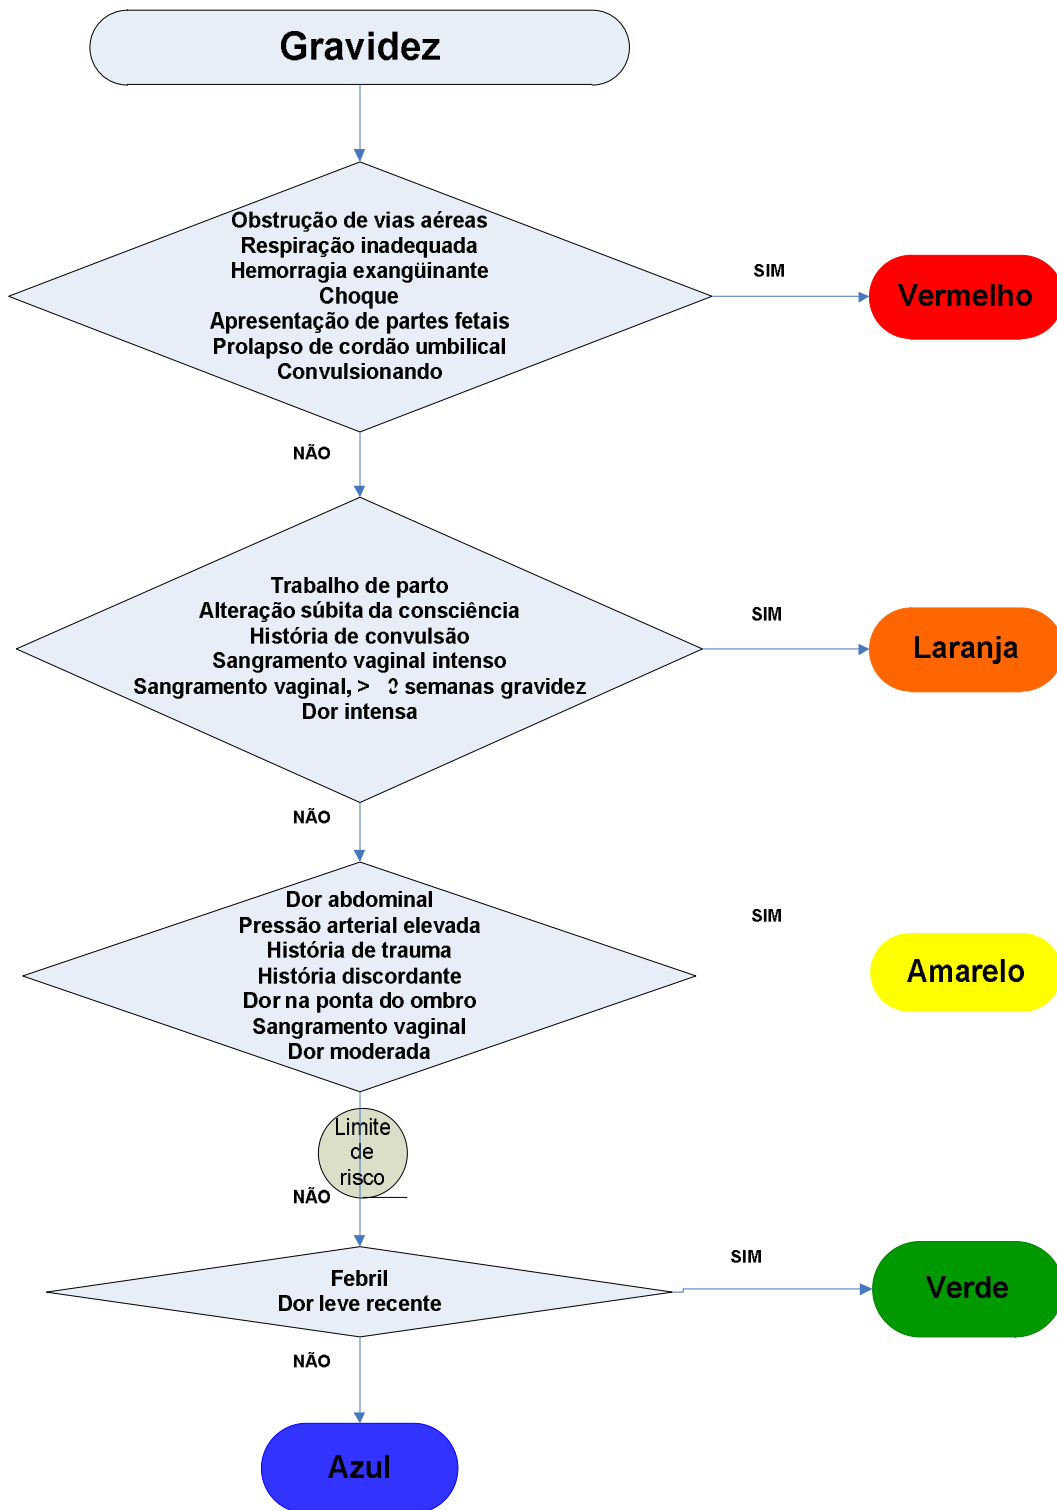 Gravidez
Obstrução de vias aéreas
Respiração inadequada
Hemorragia exangüinante
Choque
Apresentação de partes fetais
Prolapso de cordão umbilical
Convulsionando
SIM
Vermelho
NÃO
Trabalho de parto
Alteração súbita da consciência
História de convulsão
Sangramento vaginal intenso
Sangramento vaginal, > semanas gravidez
Dor intensa
SIM
Laranja
NÃO
Dor abdominal
Pressão arterial elevada
História de trauma
História discordante
Dor na ponta do ombro
Sangramento vaginal
Dor moderada
SIM
Amarelo
Limite
de
risco
NÃO
Febril
Dor leve recente
SIM
Verde
NÃO
Azul